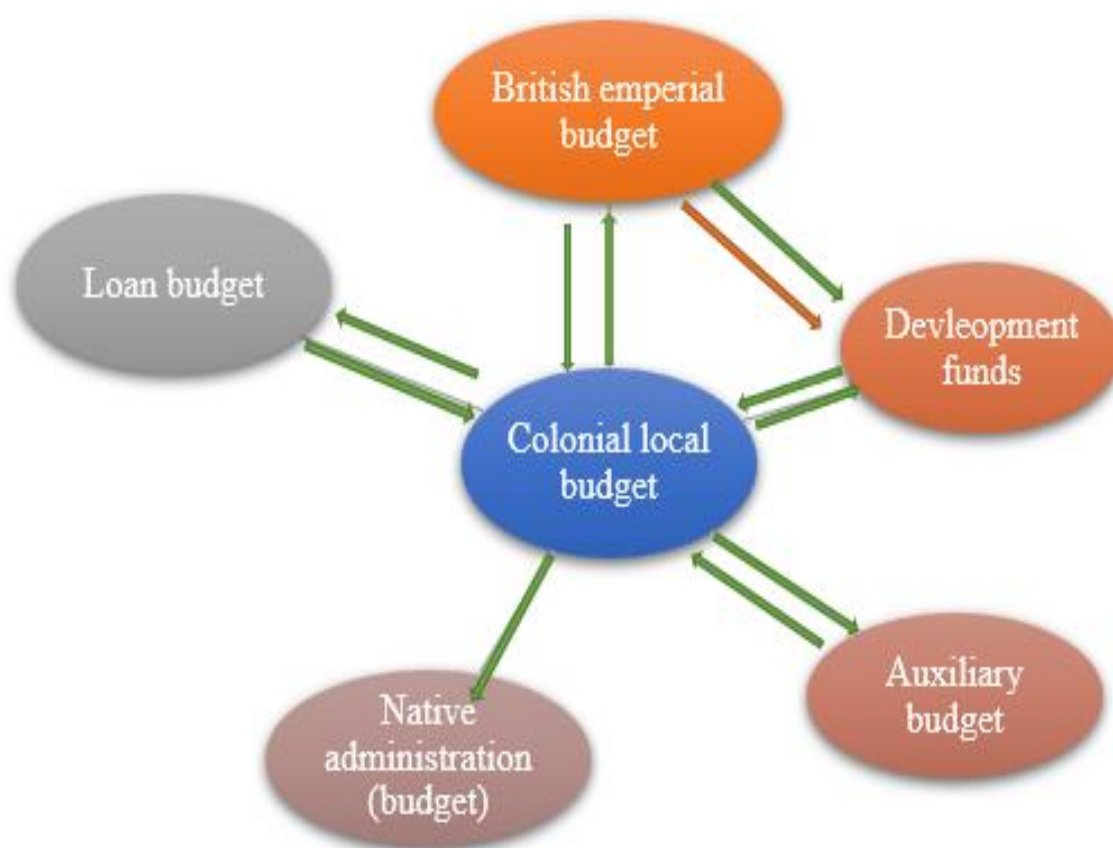 British emperial
budget
Loan budget
Devleopment
funds
Colonial local
budget
Auxiliary
budget
Native
administration
(budget)